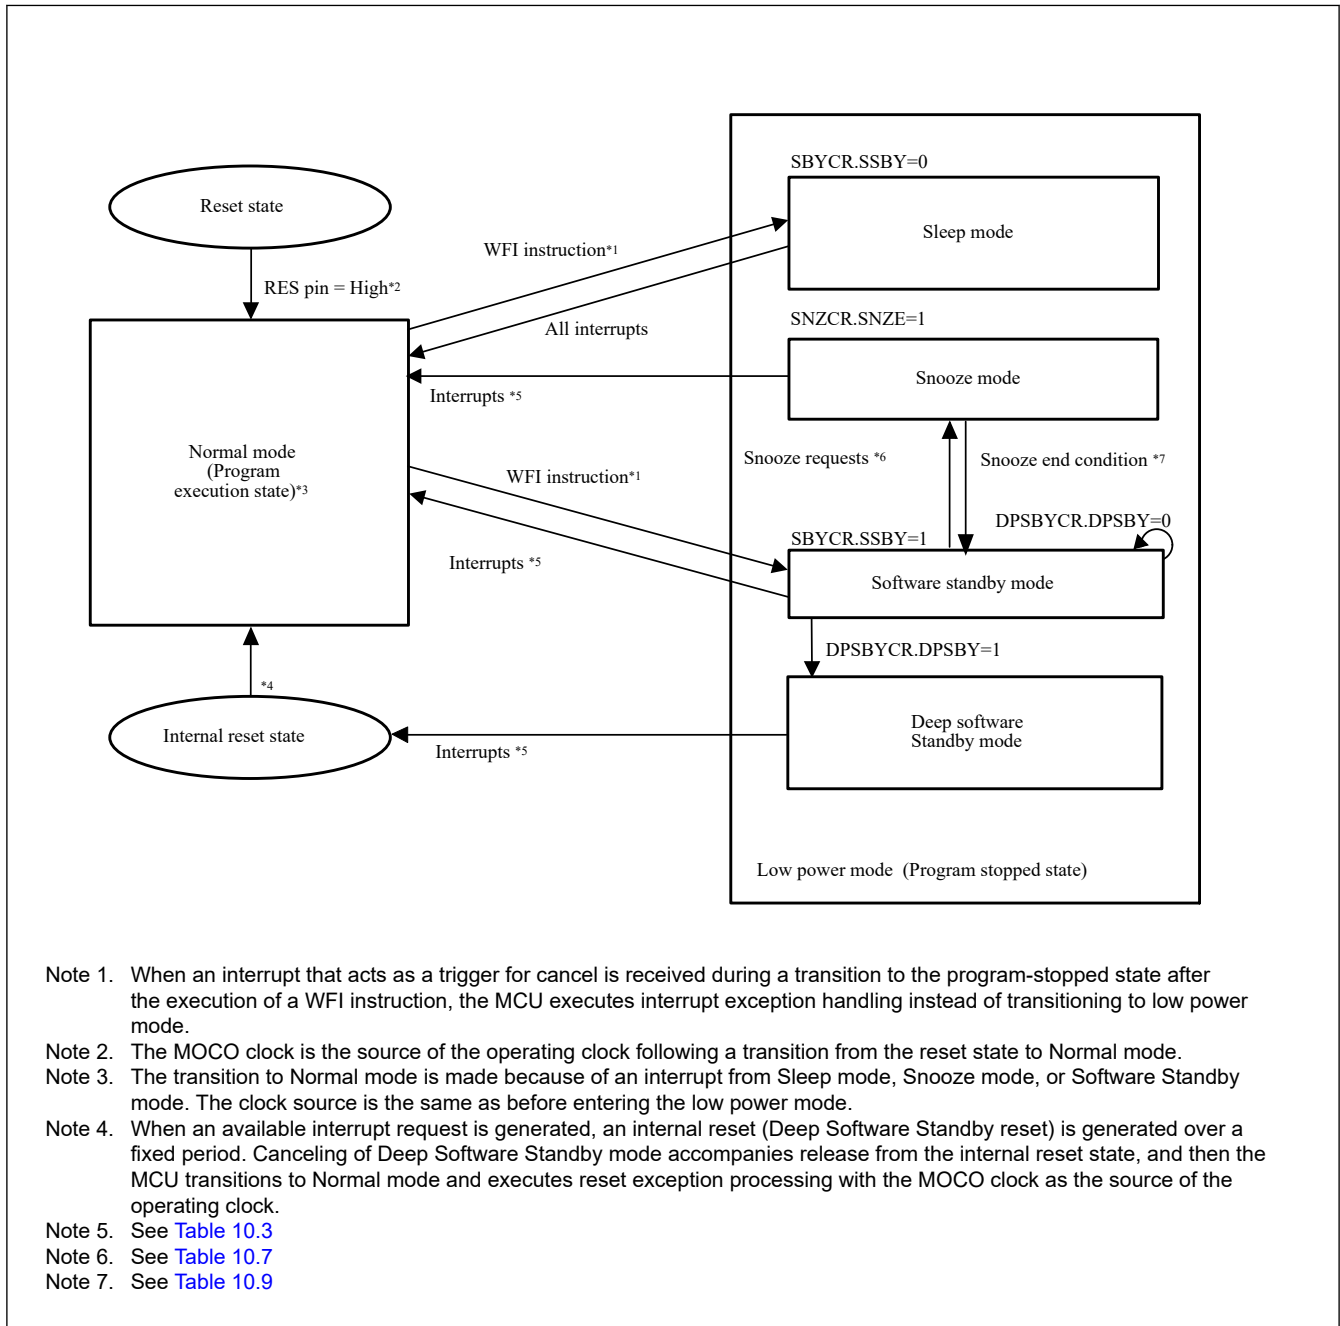 SBYCR.SSBY=0
Reset state
Sleep mode
WFI instruction*1
RES pin = High*2
SNZCR.SNZE=1
All interrupts
Snooze mode
Interrupts *5
Normal mode
(Program
execution state)*3
Snooze requests *6
Snooze end condition *7
WFI instruction*1
DPSBYCR.DPSBY=0
SBYCR.SSBY=1
Interrupts *5
Software standby mode
DPSBYCR.DPSBY=1
*4
Internal reset state
Deep software
Standby mode
Interrupts *5
Low power mode (Program stopped state)
Note 1. When an interrupt that acts as a trigger for cancel is received during a transition to the program-stopped state after
the execution of a WFI instruction, the MCU executes interrupt exception handling instead of transitioning to low power
mode.
Note 2. The MOCO clock is the source of the operating clock following a transition from the reset state to Normal mode.
Note 3. The transition to Normal mode is made because of an interrupt from Sleep mode, Snooze mode, or Software Standby
mode. The clock source is the same as before entering the low power mode.
Note 4. When an available interrupt request is generated, an internal reset (Deep Software Standby reset) is generated over a
fixed period. Canceling of Deep Software Standby mode accompanies release from the internal reset state, and then the
MCU transitions to Normal mode and executes reset exception processing with the MOCO clock as the source of the
operating clock.
Note 5. See Table 10.3
Note 6. See Table 10.7
Note 7. See Table 10.9